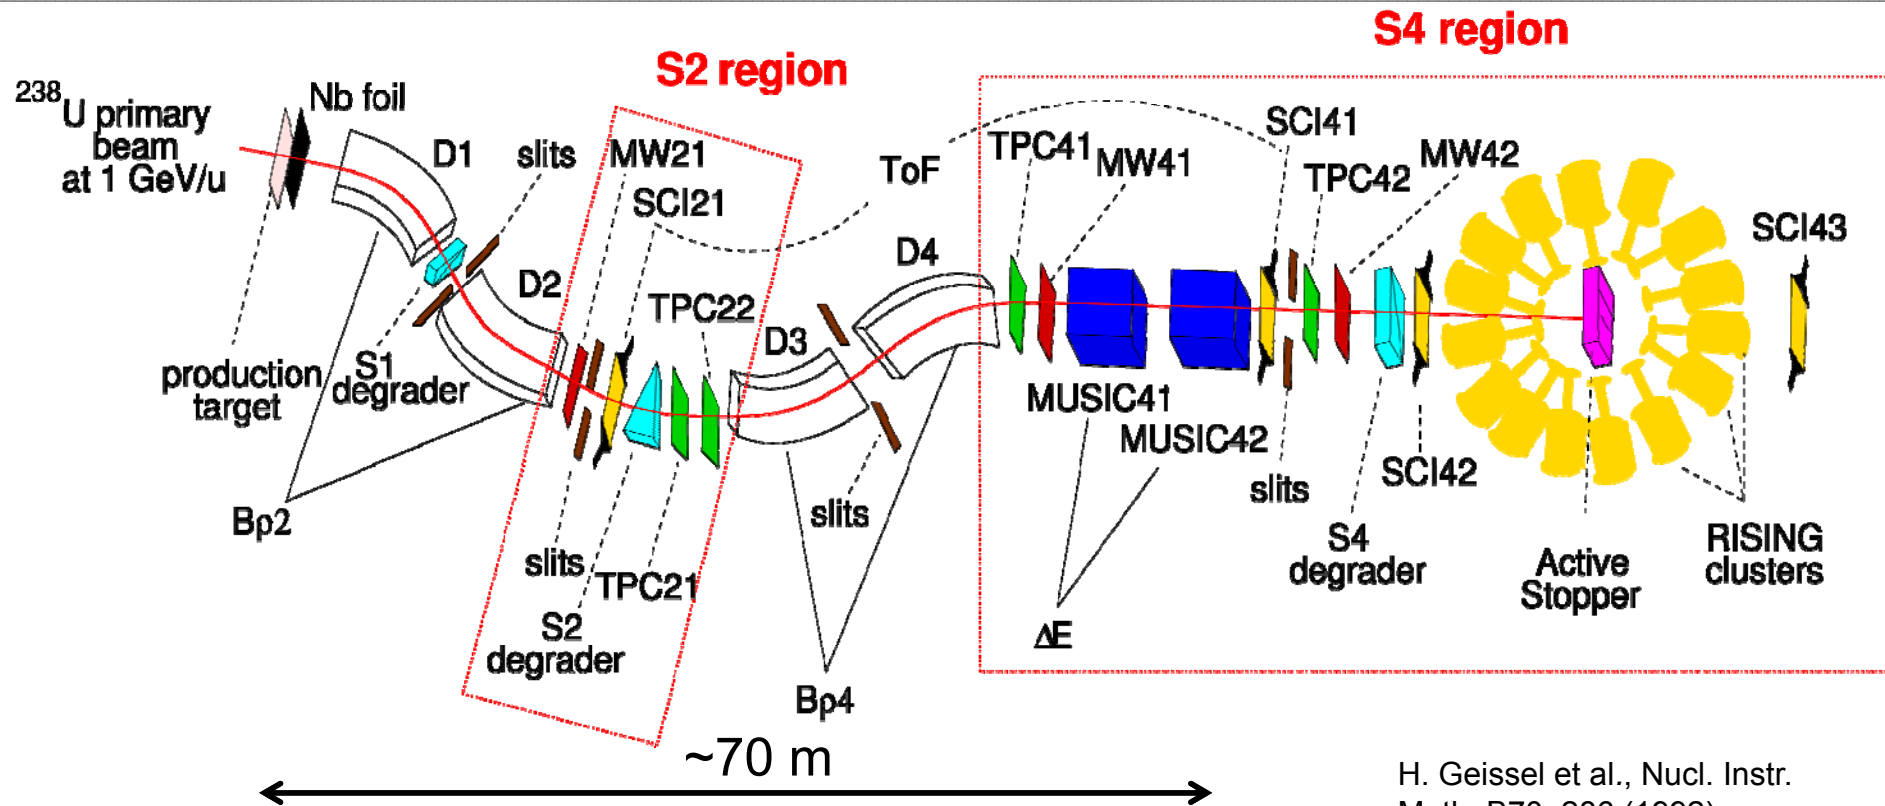 S4 region
S2 region
238U primary
beam
at 1 GeV/u
Nb foil
D1
slits
MW21
SCI21
ToF
TPC41
MW41
SCI41
TPC42
MW42
SCI43
D2
TPC22
D3
D4
production
target
S1
degrader
Bρ2
slits
TPC21
S2
degrader
slits
Bρ4
MUSIC41
MUSIC42
ΔE
slits
S4
degrader
SCI42
Active
Stopper
RISING
clusters
~70 m
H. Geissel et al., Nucl. Instr.